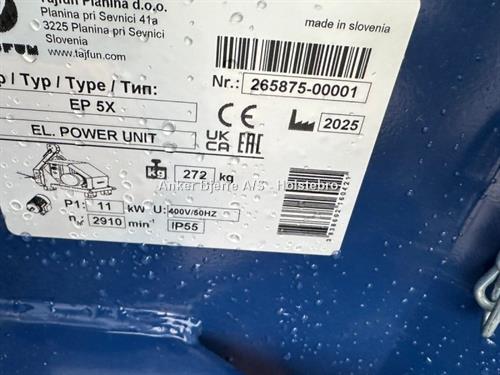 Tajfun Planina d.o.o.
Planina pri Sevnici 41a
3225 Planina pri Sevnici
Slovenia
www.tajfun.com
made in slovenia
/ Typ / Type / Тип:
EP 5X
Nr.: 265875-00001
EL. POWER UNIT
CE
UK CA
EAC
2025
kg 272 kg
Anker Bjerre A/S - Holstebro
P1: 11 kW U: 400V/50HZ
n: 2910 min⁻¹ IP55